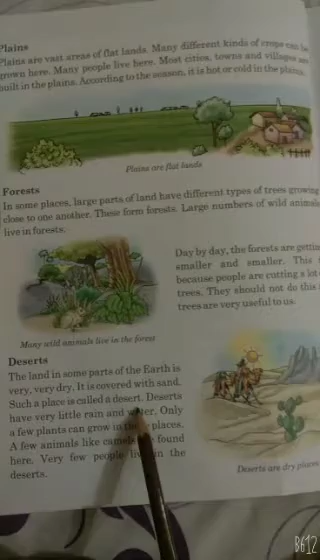 Plains
Plains are vast areas of flat lands. Many different kinds of crops can be
grown here. Many people live here. Most cities, towns and villages are
built in the plains. According to the season, it is hot or cold in the plains.
Plains are flat lands
Forests
In some places, large parts of land have different types of trees growing
close to one another. These form forests. Large numbers of wild animals
live in forests.
Day by day, the forests are getting
smaller and smaller. This
because people are cutting a lot
trees. They should not do this
trees are very useful to us.
Many wild animals live in the forest
Deserts
The land in some parts of the Earth is
very, very dry. It is covered with sand.
Such a place is called a desert. Deserts
have very little rain and water. Only
a few plants can grow in places.
A few animals like camels found
here. Very few people live in the
deserts.
Deserts are dry places
B612